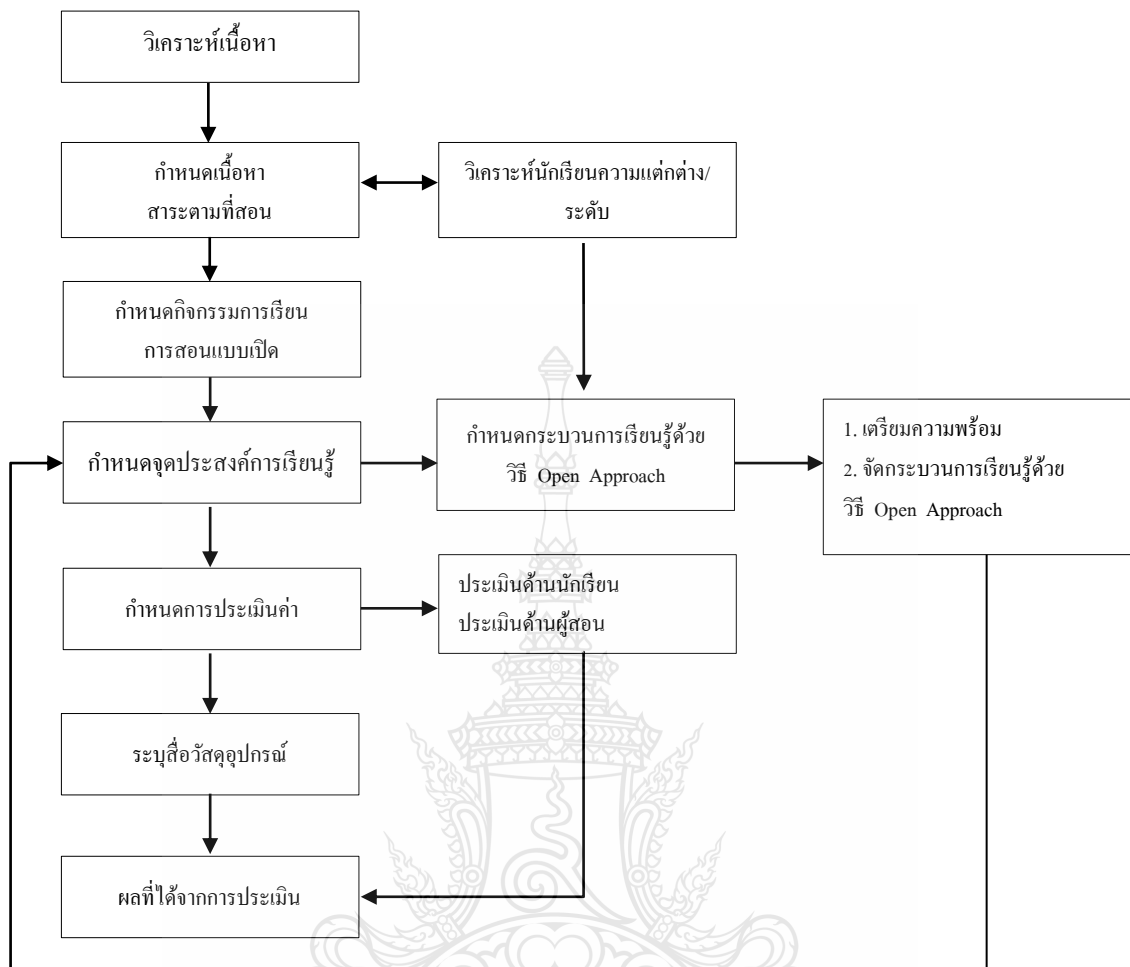 วิเคราะห์เนื้อหา
กำหนดเนื้อหา
สาระตามที่สอน
วิเคราะห์นักเรียนความแต่กต่าง/
ระดับ
กำหนดกิจกรรมการเรียน
การสอนแบบเปิด
กำหนดจุดประสงค์การเรียนรู้
กำหนดกระบวนการเรียนรู้ด้วย
วิธี Open Approach
1. เตรียมความพร้อม
2. จัดกระบวนการเรียนรู้ด้วย
วิธี Open Approach
กำหนดการประเมินค่า
ประเมินด้านนักเรียน
ประเมินด้านผู้สอน
ระบุสื่อวัสดุอุปกรณ์
ผลที่ได้จากการประเมิน